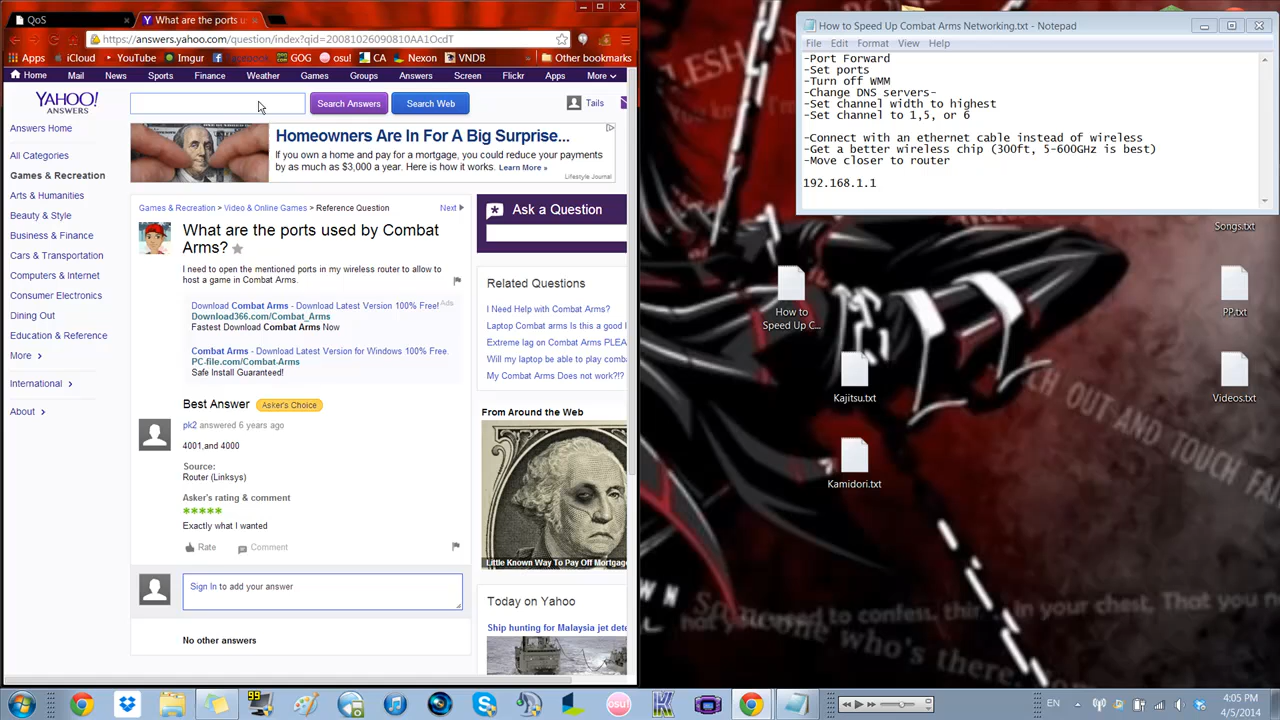 QoS
What are the ports u
https://answers.yahoo.com/question/index?qid=20081026090810AA1OcdT
Apps iCloud YouTube Imgur facebook GOG osu! CA Nexon VNDB Other bookmarks
Home Mail News Sports Finance Weather Games Groups Answers Screen Flickr Apps More
YAHOO!
ANSWERS
Search Answers
Search Web
Tails
Answers Home
All Categories
Games & Recreation
Arts & Humanities
Beauty & Style
Business & Finance
Cars & Transportation
Computers & Internet
Consumer Electronics
Dining Out
Education & Reference
More
International
About
Homeowners Are In For A Big Surprise...
If you own a home and pay for a mortgage, you could reduce your payments
by as much as $3,000 a year. Here is how it works. Learn More »
Lifestyle Journal
Games & Recreation > Video & Online Games > Reference Question
Next
What are the ports used by Combat
Arms?
I need to open the mentioned ports in my wireless router to allow to
host a game in Combat Arms.
Download Combat Arms - Download Latest Version 100% Free!
Ads
Download366.com/Combat_Arms
Fastest Download Combat Arms Now
Combat Arms - Download Latest Version for Windows 100% Free.
PC-file.com/Combat-Arms
Safe Install Guaranteed!
Best Answer Asker's Choice
pk2 answered 6 years ago
4001,and 4000
Source:
Router (Linksys)
Asker's rating & comment
★★★★★
Exactly what I wanted
Rate
Comment
Sign In to add your answer
No other answers
Ask a Question
Related Questions
I Need Help with Combat Arms?
Laptop Combat arms Is this a good l
Extreme lag on Combat Arms PLEA
Will my laptop be able to play comba
My Combat Arms Does not work?!?
From Around the Web
Little Known Way To Pay Off Mortgage
Today on Yahoo
Ship hunting for Malaysia jet dete
How to Speed Up Combat Arms Networking.txt - Notepad
File Edit Format View Help
-Port Forward
-Set ports
-Turn off WMM
-Change DNS servers-
-Set channel width to highest
-Set channel to 1,5, or 6
-Connect with an ethernet cable instead of wireless
-Get a better wireless chip (300ft, 5-600GHz is best)
-Move closer to router
192.168.1.1
Songs.txt
How to
Speed Up C...
PP.txt
Kajitsu.txt
Videos.txt
Kamidori.txt
99
osu!
EN
4:05 PM
4/5/2014